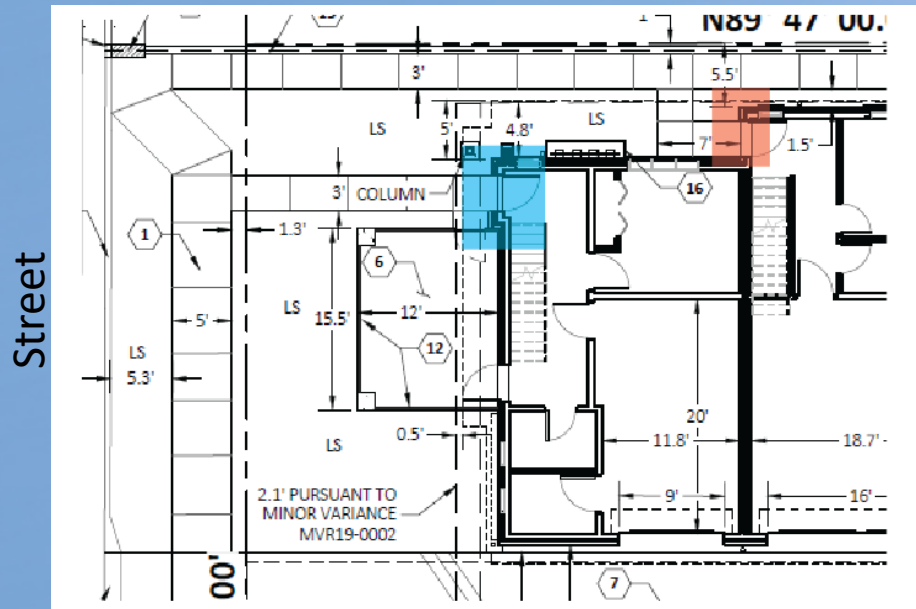 N89 47 00.
1
5.5'
3'
LS
5'
4.8'
LS
7'
1.5'
3'
COLUMN
16
1
1.3'
6
Street
LS
15.5'
12'
5'
12
LS
5.3'
20'
0.5'
11.8'
18.7'
LS
2.1' PURSUANT TO
MINOR VARIANCE
MVR19-0002
9'
16'
00'
7